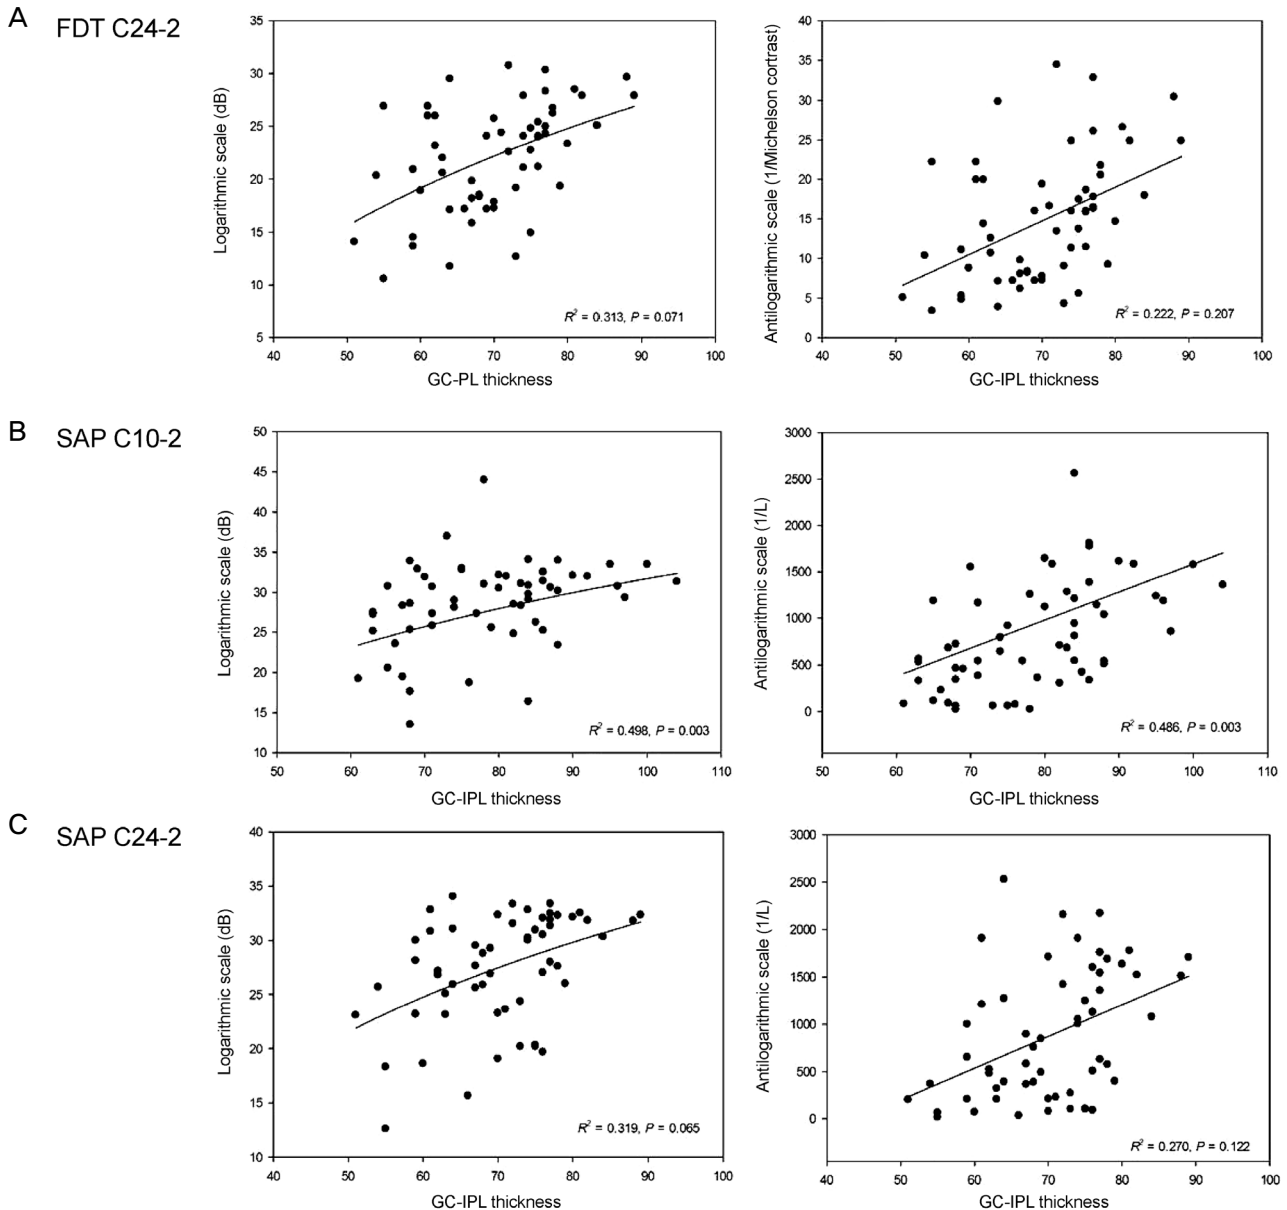 A
FDT C24-2
35
30
25
20
15
10
5
Logarithmic scale (dB)
R² = 0.313, P = 0.071
40 50 60 70 80 90 100
GC-PL thickness
40
35
30
25
20
15
10
5
0
Antilogarithmic scale (1/Michelson cortrast)
R² = 0.222, P = 0.207
40 50 60 70 80 90 100
GC-IPL thickness
B
SAP C10-2
50
45
40
35
30
25
20
15
10
Logarithmic scale (dB)
R² = 0.498, P = 0.003
50 60 70 80 90 100 110
GC-IPL thickness
3000
2500
2000
1500
1000
500
0
Antilogarithmic scale (1/L)
R² = 0.486, P = 0.003
50 60 70 80 90 100 110
GC-IPL thickness
C
SAP C24-2
40
35
30
25
20
15
10
Logarithmic scale (dB)
R² = 0.319, P = 0.065
40 50 60 70 80 90 100
GC-IPL thickness
3000
2500
2000
1500
1000
500
0
Antilogarithmic scale (1/L)
R² = 0.270, P = 0.122
40 50 60 70 80 90 100
GC-IPL thickness